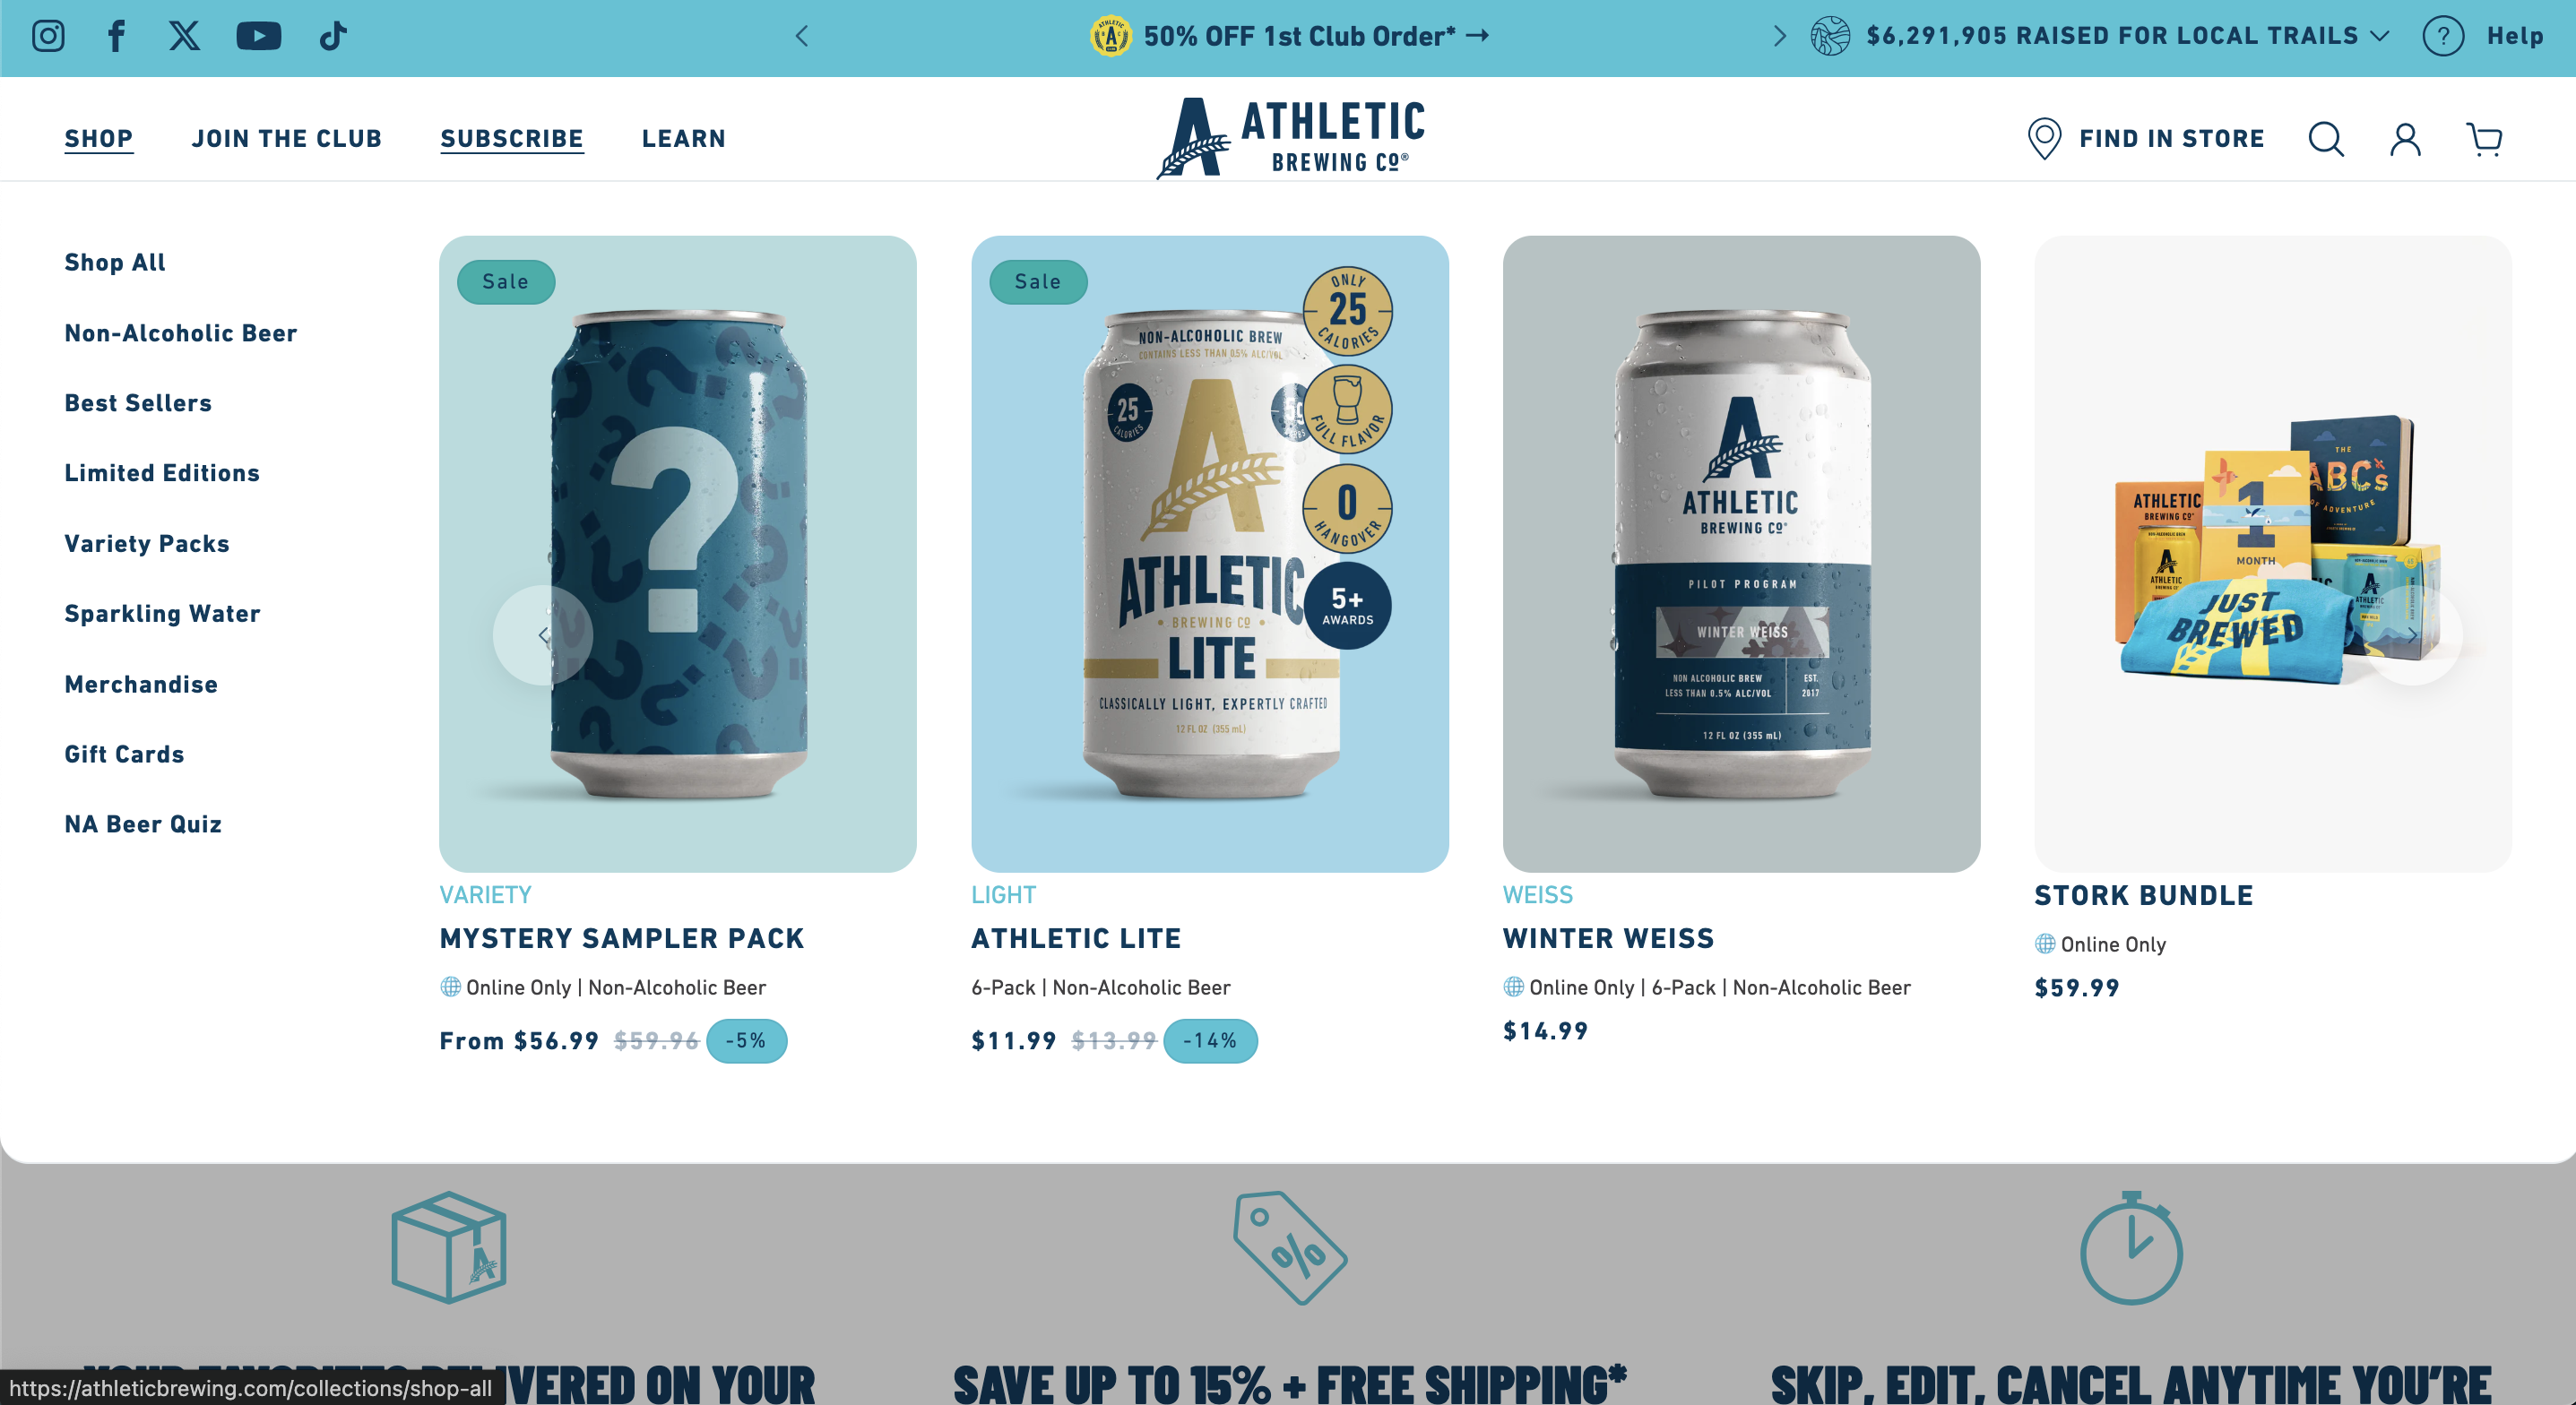 50% OFF 1st Club Order* →
$6,291,905 RAISED FOR LOCAL TRAILS
? Help
SHOP
JOIN THE CLUB
SUBSCRIBE
LEARN
ATHLETIC
BREWING CO®
FIND IN STORE
Shop All
Non-Alcoholic Beer
Best Sellers
Limited Editions
Variety Packs
Sparkling Water
Merchandise
Gift Cards
NA Beer Quiz
Sale
?
VARIETY
MYSTERY SAMPLER PACK
Online Only | Non-Alcoholic Beer
From $56.99 $59.96 -5%
Sale
NON-ALCOHOLIC BREW
CONTAINS LESS THAN 0.5% ALC/VOL
25
CALORIES
ATHLETIC
• BREWING CO •
LITE
CLASSICALLY LIGHT, EXPERTLY CRAFTED
12 FL OZ (355 mL)
ONLY
25
CALORIES
FULL FLAVOR
0
HANGOVER
5+
AWARDS
LIGHT
ATHLETIC LITE
6-Pack | Non-Alcoholic Beer
$11.99 $13.99 -14%
ATHLETIC
BREWING CO®
PILOT PROGRAM
WINTER WEISS
NON ALCOHOLIC BREW
LESS THAN 0.5% ALC/VOL
EST.
2017
12 FL OZ (355 mL)
WEISS
WINTER WEISS
Online Only | 6-Pack | Non-Alcoholic Beer
$14.99
THE
ABCs
OF ADVENTURE
ATHLETIC
BREWING CO®
1
MONTH
ATHLETIC
ATHLETIC
JUST
BREWED
STORK BUNDLE
Online Only
$59.99
VERED ON YOUR
SAVE UP TO 15% + FREE SHIPPING*
SKIP, EDIT, CANCEL ANYTIME YOU'RE
https://athleticbrewing.com/collections/shop-all